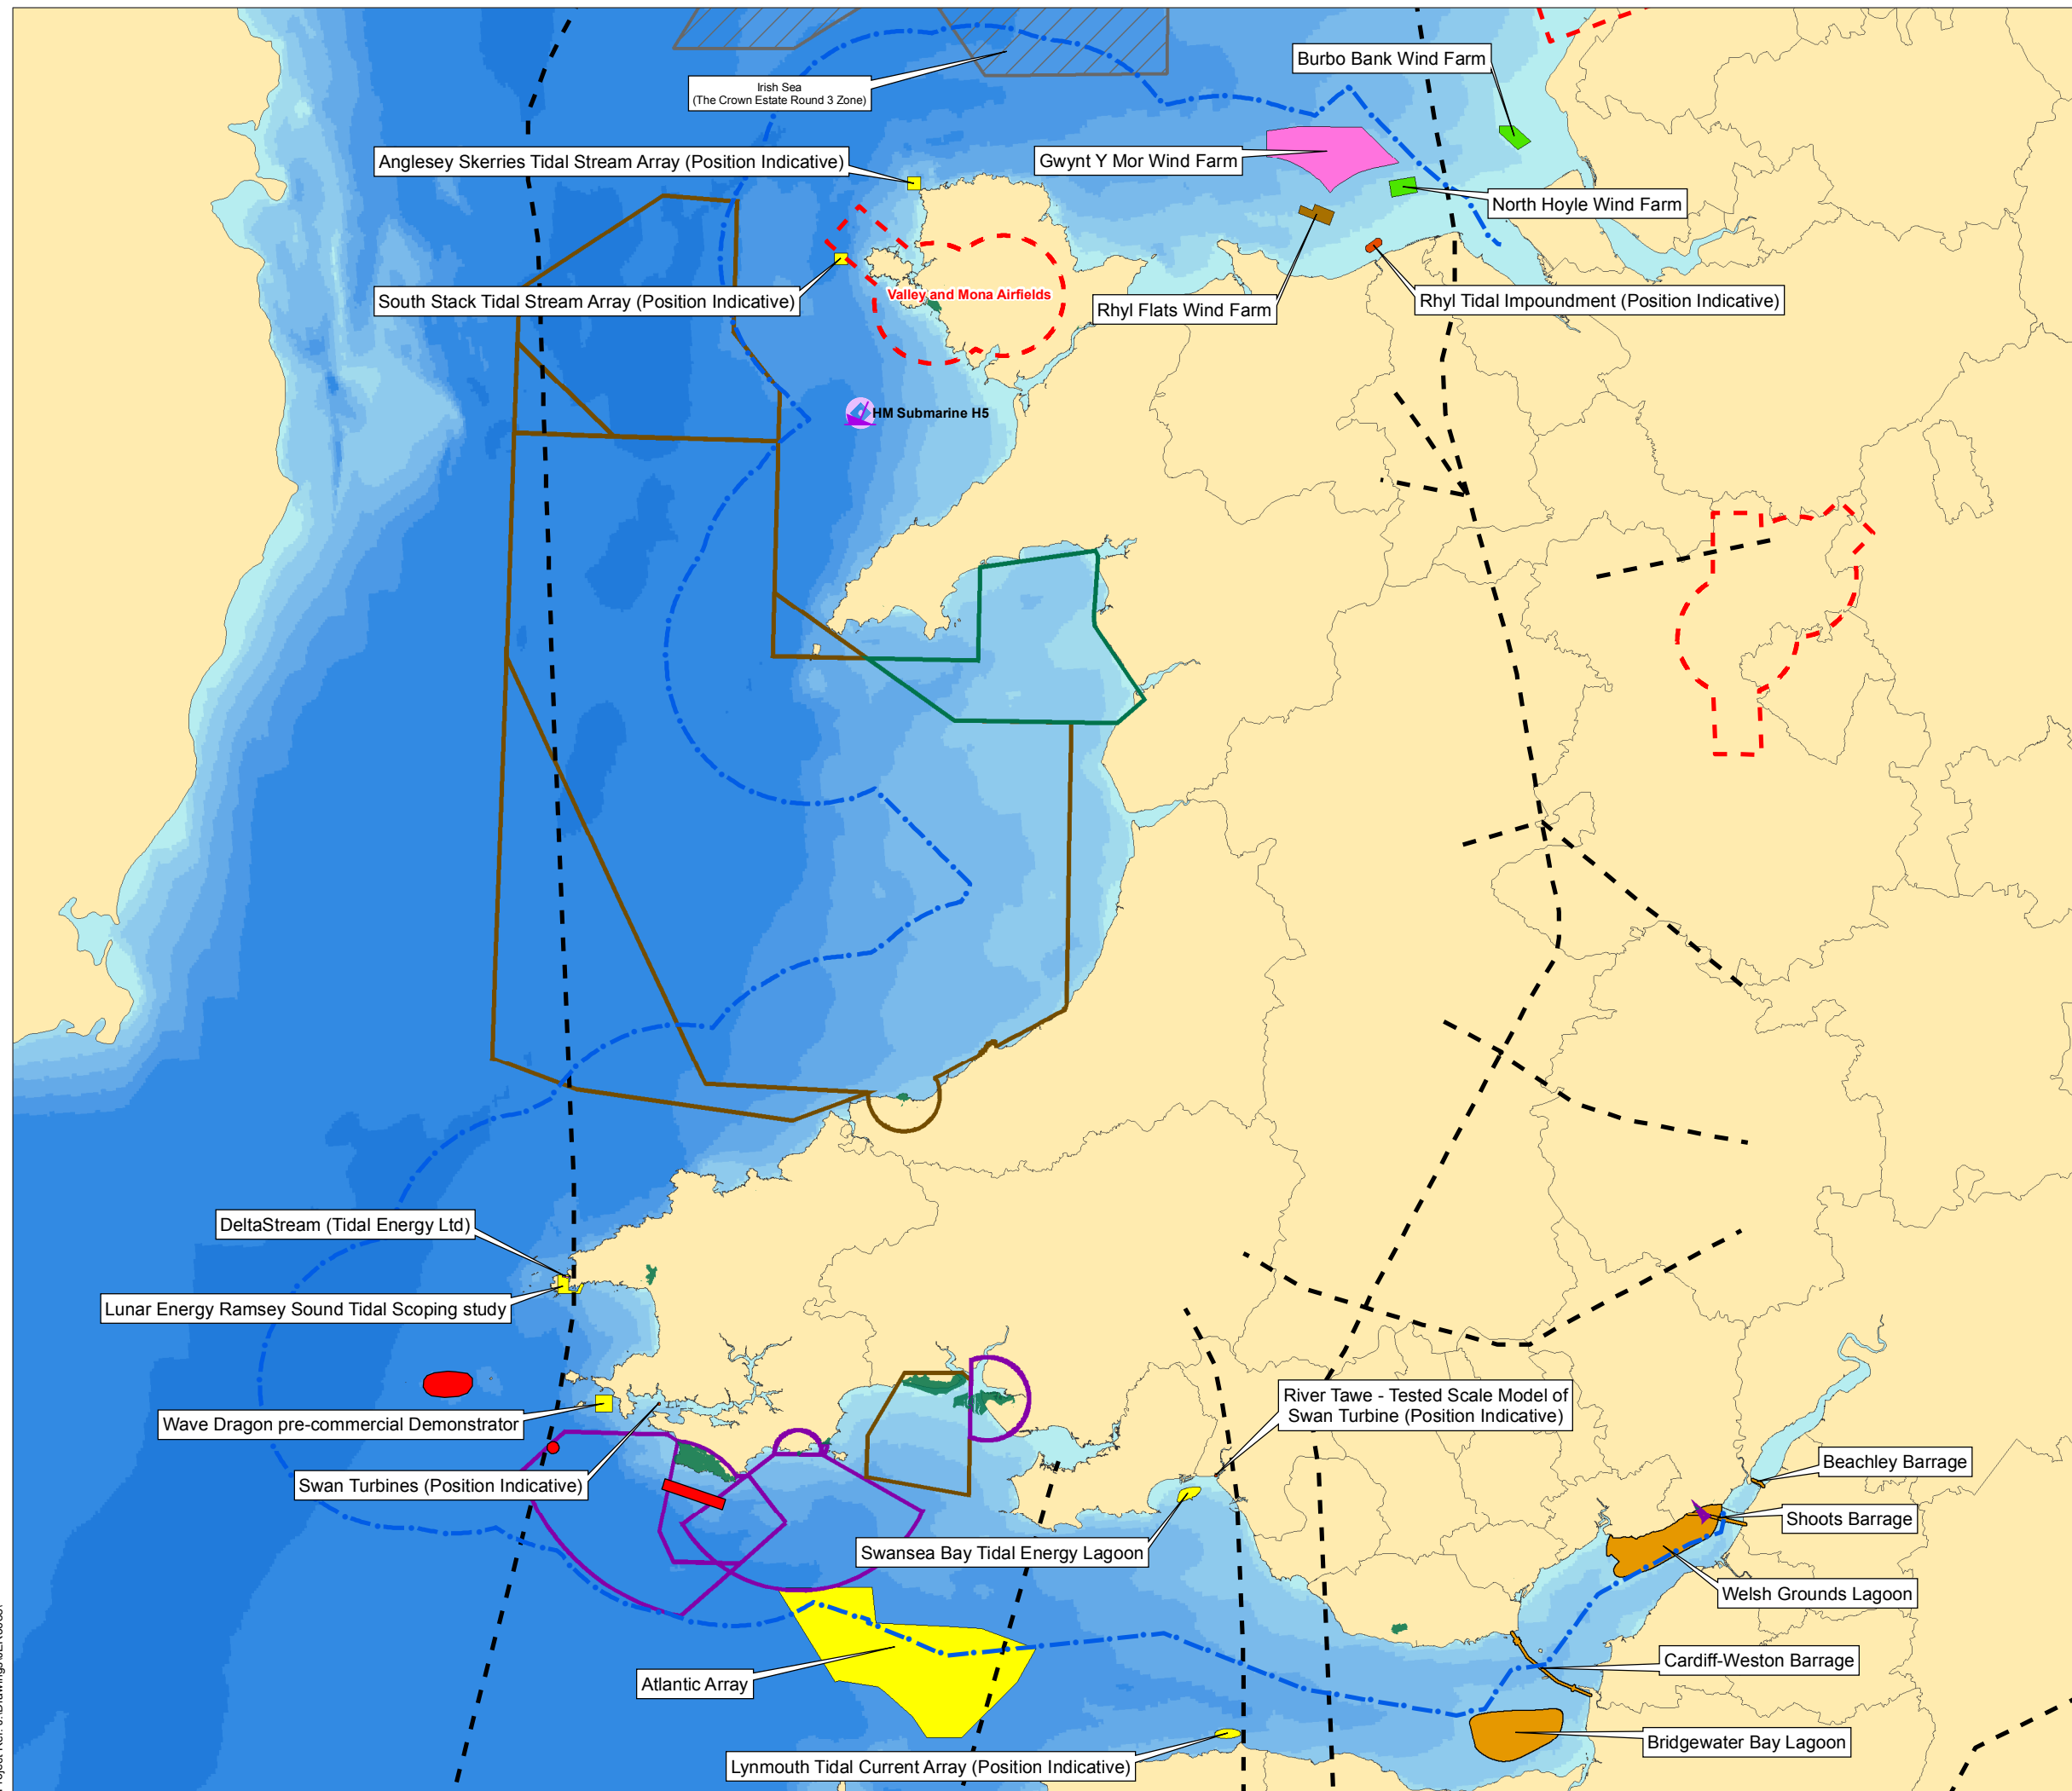 Burbo Bank Wind Farm
Irish Sea
(The Crown Estate Round 3 Zone)
Anglesey Skerries Tidal Stream Array (Position Indicative)
Gwynt Y Mor Wind Farm
North Hoyle Wind Farm
South Stack Tidal Stream Array (Position Indicative)
Valley and Mona Airfields
Rhyl Flats Wind Farm
Rhyl Tidal Impoundment (Position Indicative)
HM Submarine H5
DeltaStream (Tidal Energy Ltd)
Lunar Energy Ramsey Sound Tidal Scoping study
Wave Dragon pre-commercial Demonstrator
River Tawe - Tested Scale Model of
Swan Turbine (Position Indicative)
Swan Turbines (Position Indicative)
Beachley Barrage
Shoots Barrage
Swansea Bay Tidal Energy Lagoon
Welsh Grounds Lagoon
Cardiff-Weston Barrage
Atlantic Array
Bridgewater Bay Lagoon
Lynmouth Tidal Current Array (Position Indicative)